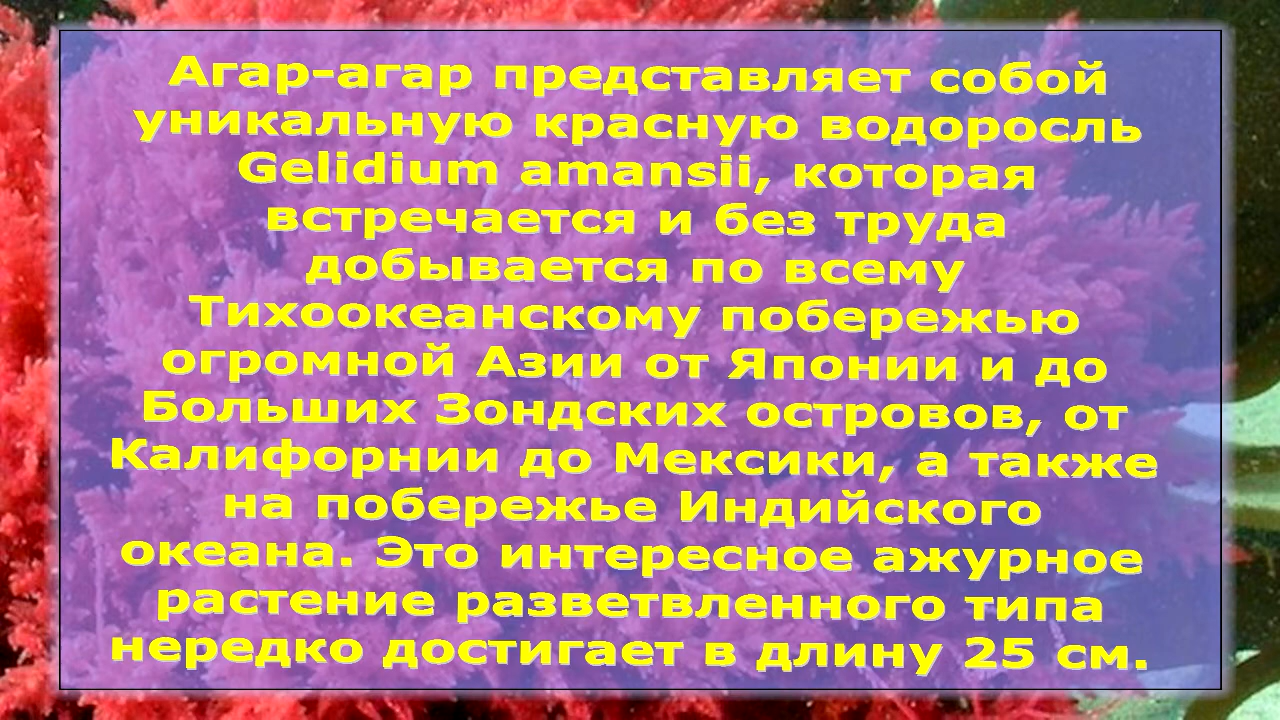 Агар-агар представляет собой
уникальную красную водоросль
Gelidium amansii, которая
встречается и без труда
добывается по всему
Тихоокеанскому побережью
огромной Азии от Японии и до
Больших Зондских островов, от
Калифорнии до Мексики, а также
на побережье Индийского
океана. Это интересное ажурное
растение разветвленного типа
нередко достигает в длину 25 см.